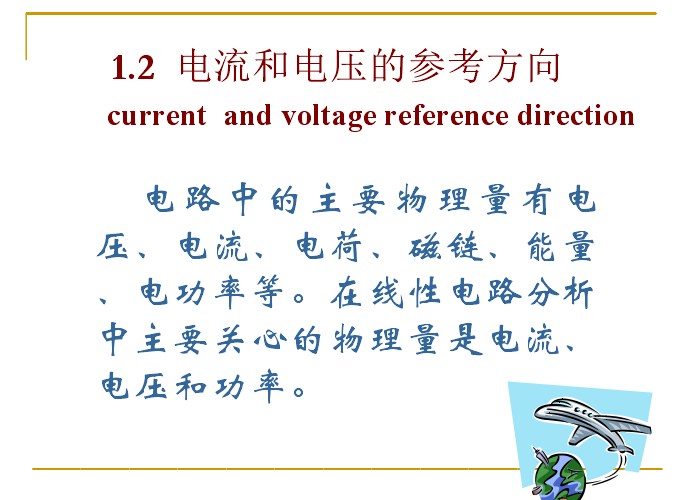 1.2 电流和电压的参考方向
current and voltage reference direction
电路中的主要物理量有电
压、电流、电荷、磁链、能量
、电功率等。在线性电路分析
中主要关心的物理量是电流、
电压和功率。